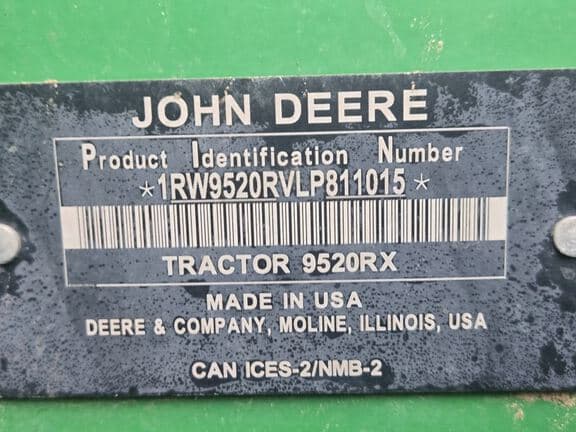 JOHN DEERE
Product Identification Number
*1RW9520RVLP811015*
TRACTOR 9520RX
MADE IN USA
DEERE & COMPANY, MOLINE, ILLINOIS, USA
CAN ICES-2/NMB-2